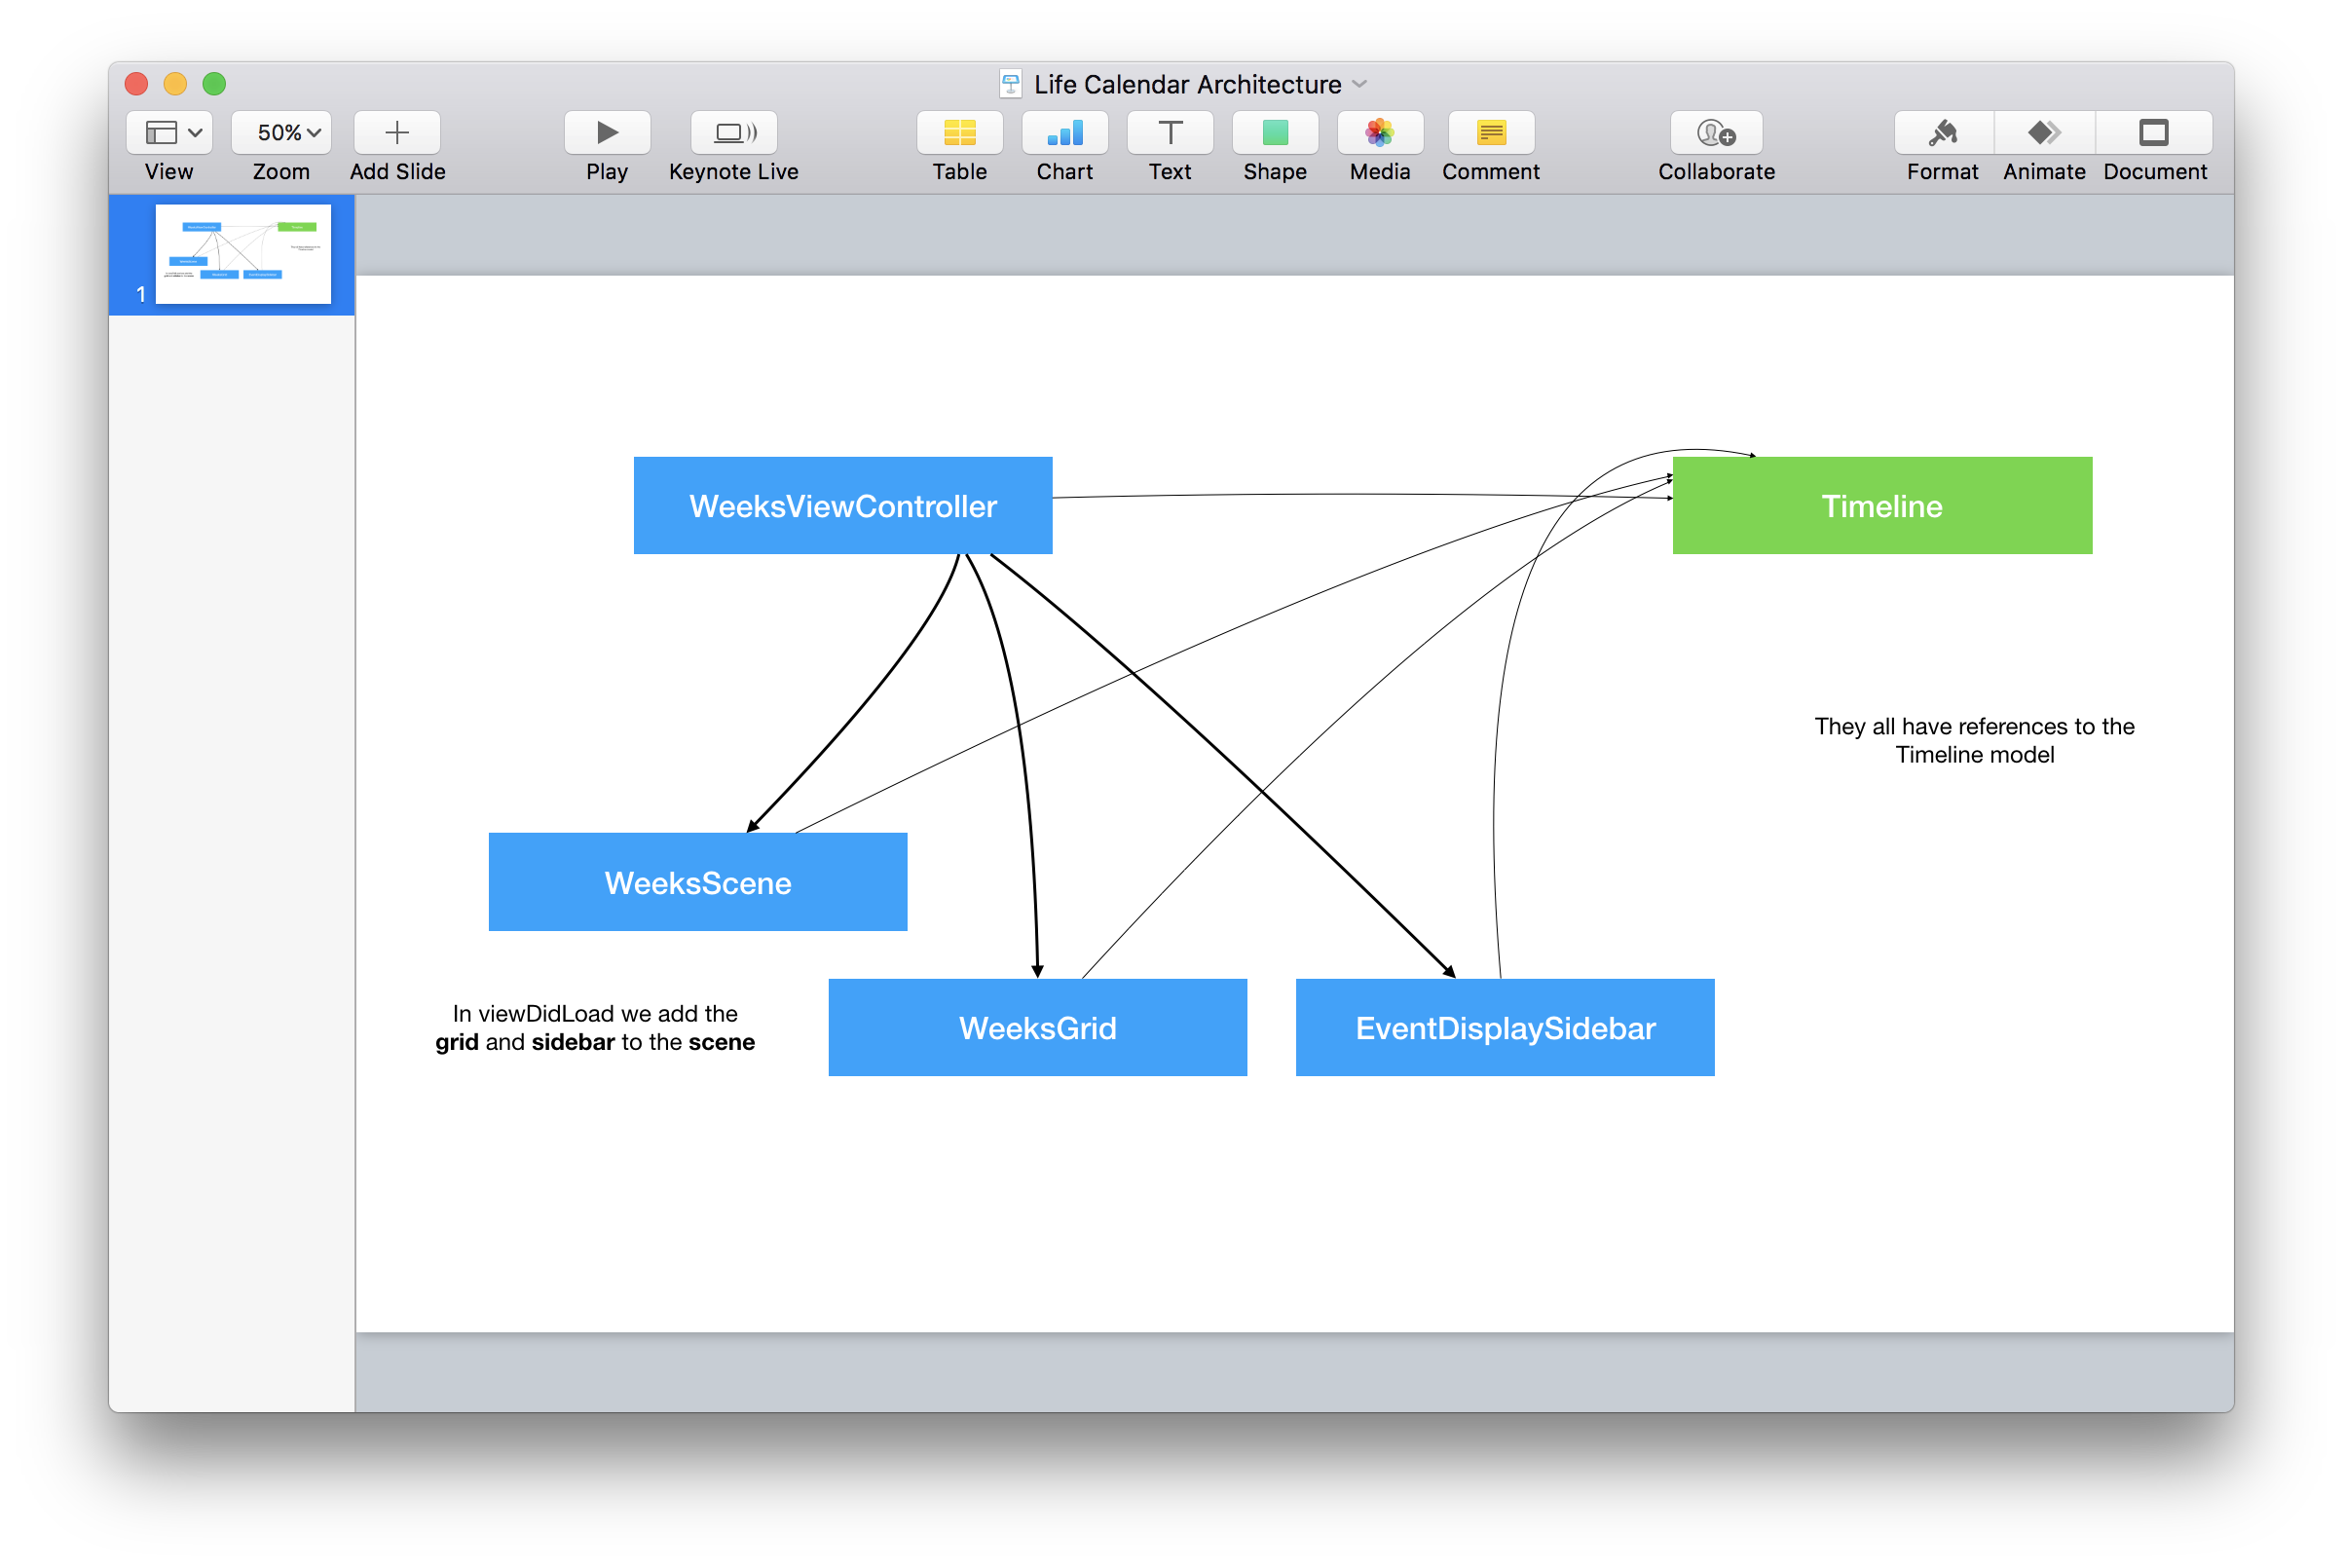 Life Calendar Architecture
50%
View
Zoom
Add Slide
Play
Keynote Live
Table
Chart
Text
Shape
Media
Comment
Collaborate
Format
Animate
Document
1
WeeksViewController
Timeline
They all have references to the
Timeline model
WeeksScene
In viewDidLoad we add the
grid and sidebar to the scene
WeeksGrid
EventDisplaySidebar